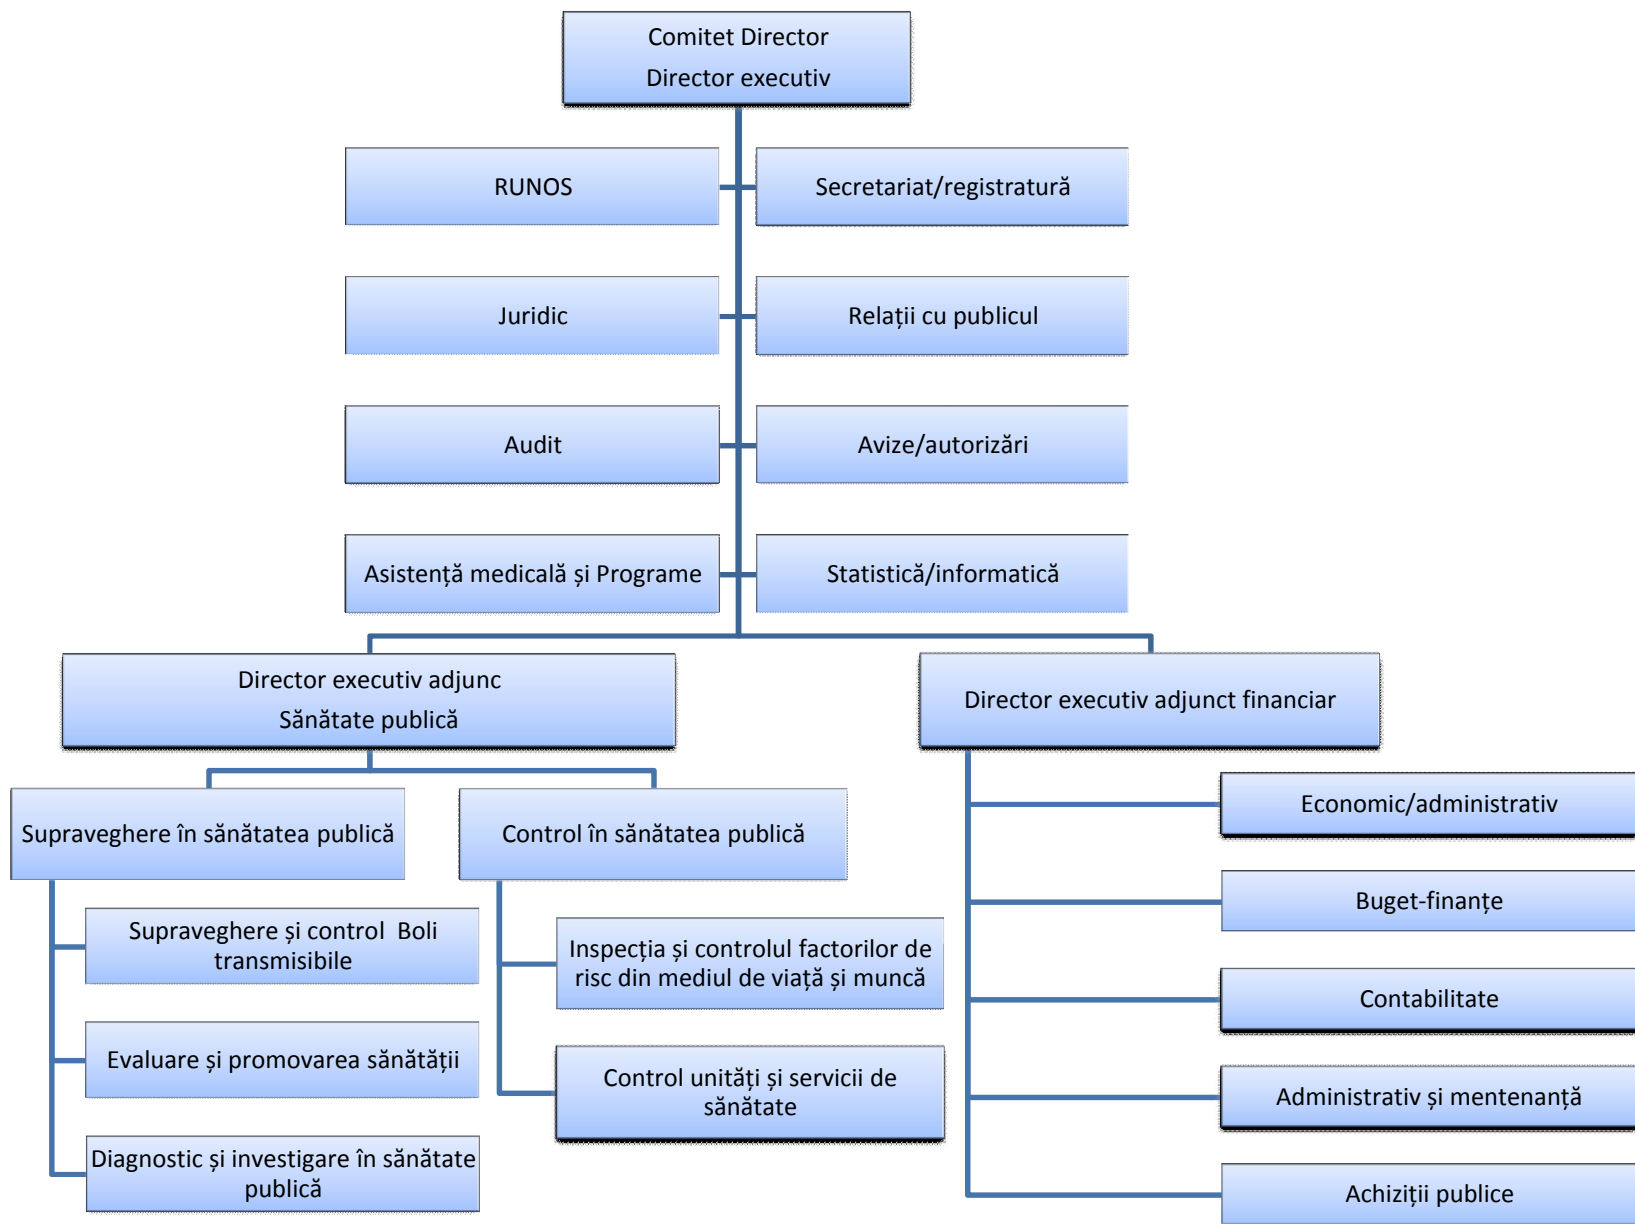 Comitet Director
Director executiv
RUNOS
Secretariat/registratură
Juridic
Relații cu publicul
Audit
Avize/autorizări
Asistență medicală și Programe
Statistică/informatică
Director executiv adjunc
Sănătate publică
Director executiv adjunct financiar
Supraveghere în sănătatea publică
Control în sănătatea publică
Supraveghere și control  Boli
transmisibile
Evaluare și promovarea sănătății
Diagnostic și investigare în sănătate
publică
Inspecția și controlul factorilor de
risc din mediul de viață și muncă
Control unități și servicii de
sănătate
Economic/administrativ
Buget-finanțe
Contabilitate
Administrativ și mentenanță
Achiziții publice